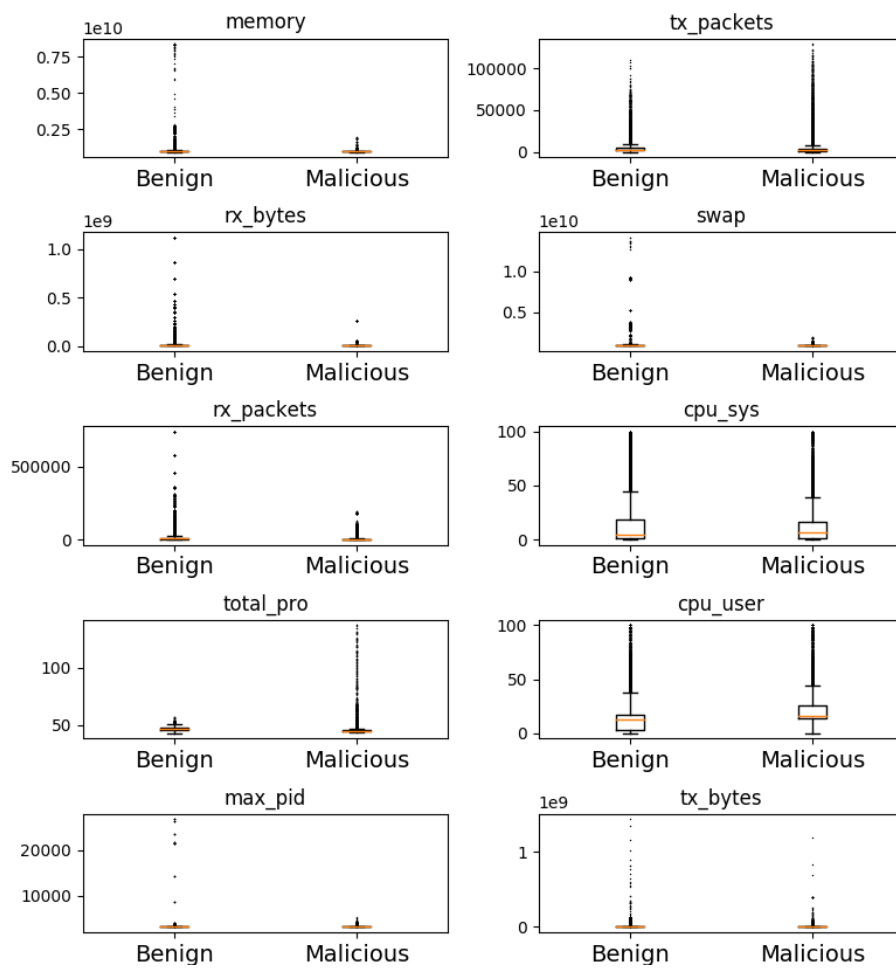 memory
1e10
0.75
0.50
0.25
Benign
Malicious
tx_packets
100000
50000
0
Benign
Malicious
rx_bytes
1e9
1.0
0.5
0.0
Benign
Malicious
swap
1e10
1.0
0.5
Benign
Malicious
rx_packets
500000
0
Benign
Malicious
cpu_sys
100
50
0
Benign
Malicious
total_pro
100
50
Benign
Malicious
cpu_user
100
50
0
Benign
Malicious
max_pid
20000
10000
Benign
Malicious
tx_bytes
1e9
1
0
Benign
Malicious